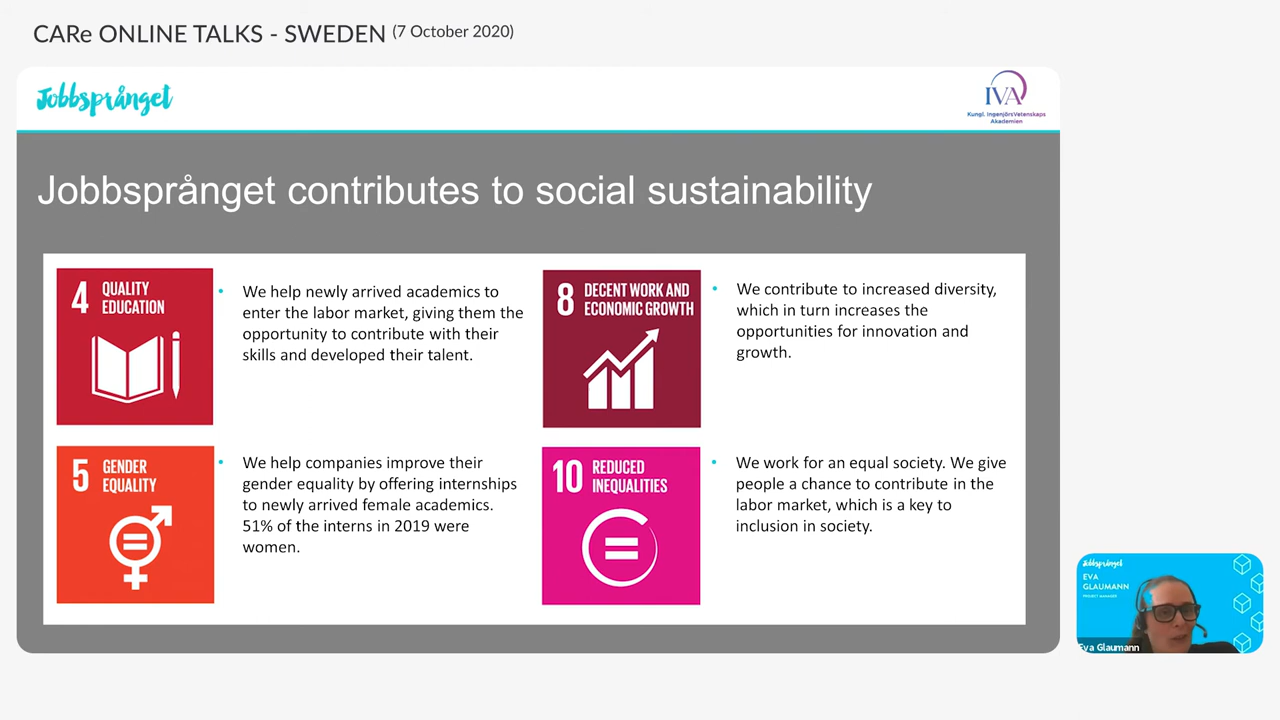 CARe ONLINE TALKS - SWEDEN (7 October 2020)
Jobbsprånget
IVA
Kungl. IngenjörsVetenskaps
Akademien
Jobbsprånget contributes to social sustainability
4 QUALITY
EDUCATION
• We help newly arrived academics to
enter the labor market, giving them the
opportunity to contribute with their
skills and developed their talent.
8 DECENT WORK AND
ECONOMIC GROWTH
• We contribute to increased diversity,
which in turn increases the
opportunities for innovation and
growth.
5 GENDER
EQUALITY
• We help companies improve their
gender equality by offering internships
to newly arrived female academics.
51% of the interns in 2019 were
women.
10 REDUCED
INEQUALITIES
• We work for an equal society. We give
people a chance to contribute in the
labor market, which is a key to
inclusion in society.
Jobbsprånget
EVA
GLAUMANN
PROJECT MANAGER
Eva Glaumann